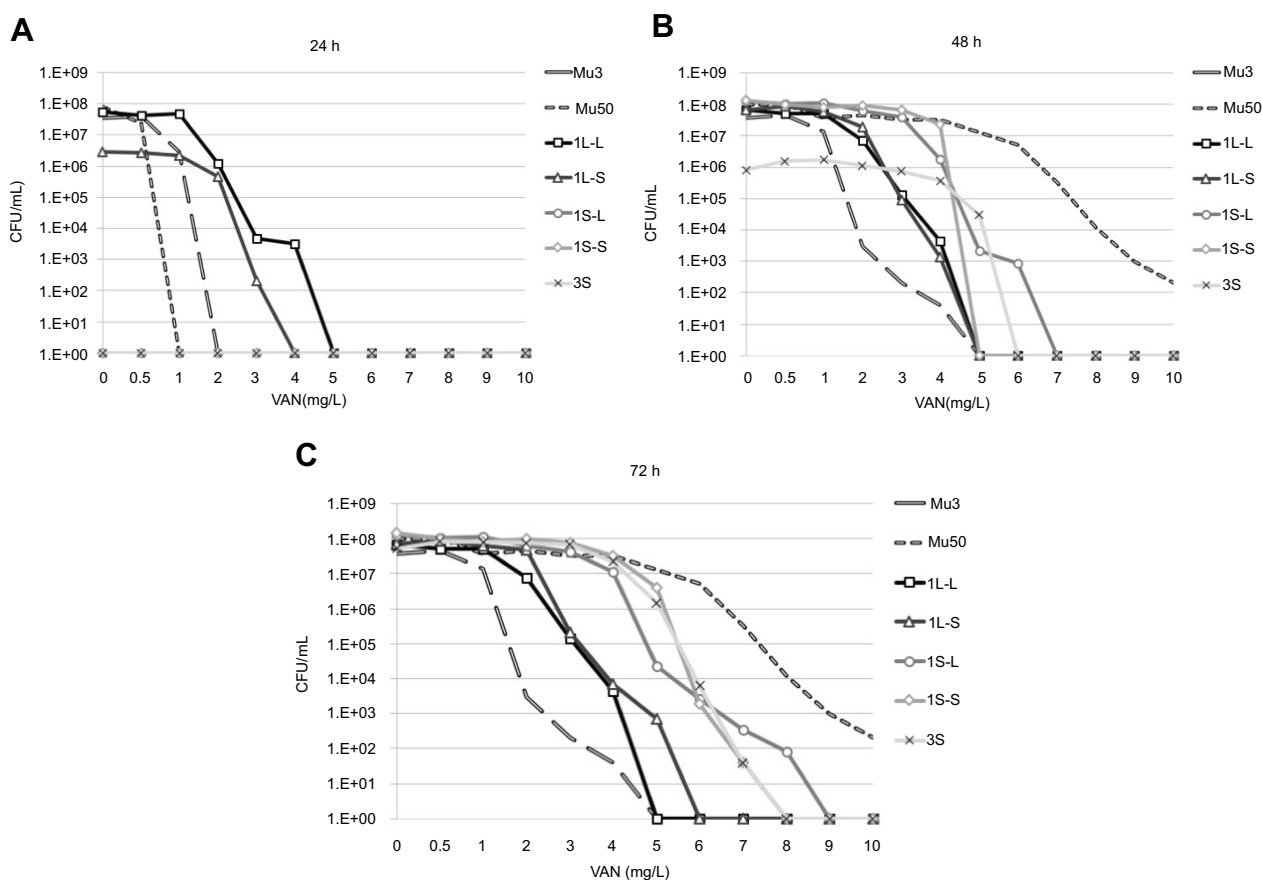 A
24 h
1.E+09
1.E+08
1.E+07
1.E+06
1.E+05
1.E+04
1.E+03
1.E+02
1.E+01
1.E+00
CFU/mL)
0 0.5 1 2 3 4 5 6 7 8 9 10
VAN(mg/L)
Mu3
Mu50
1L-L
1L-S
1S-L
1S-S
3S
B
48 h
1.E+09
1.E+08
1.E+07
1.E+06
1.E+05
1.E+04
1.E+03
1.E+02
1.E+01
1.E+00
CFU/mL
0 0.5 1 2 3 4 5 6 7 8 9 10
VAN(mg/L)
Mu3
Mu50
1L-L
1L-S
1S-L
1S-S
3S
C
72 h
1.E+09
1.E+08
1.E+07
1.E+06
1.E+05
1.E+04
1.E+03
1.E+02
1.E+01
1.E+00
CFU/mL
0 0.5 1 2 3 4 5 6 7 8 9 10
VAN (mg/L)
Mu3
Mu50
1L-L
1L-S
1S-L
1S-S
3S